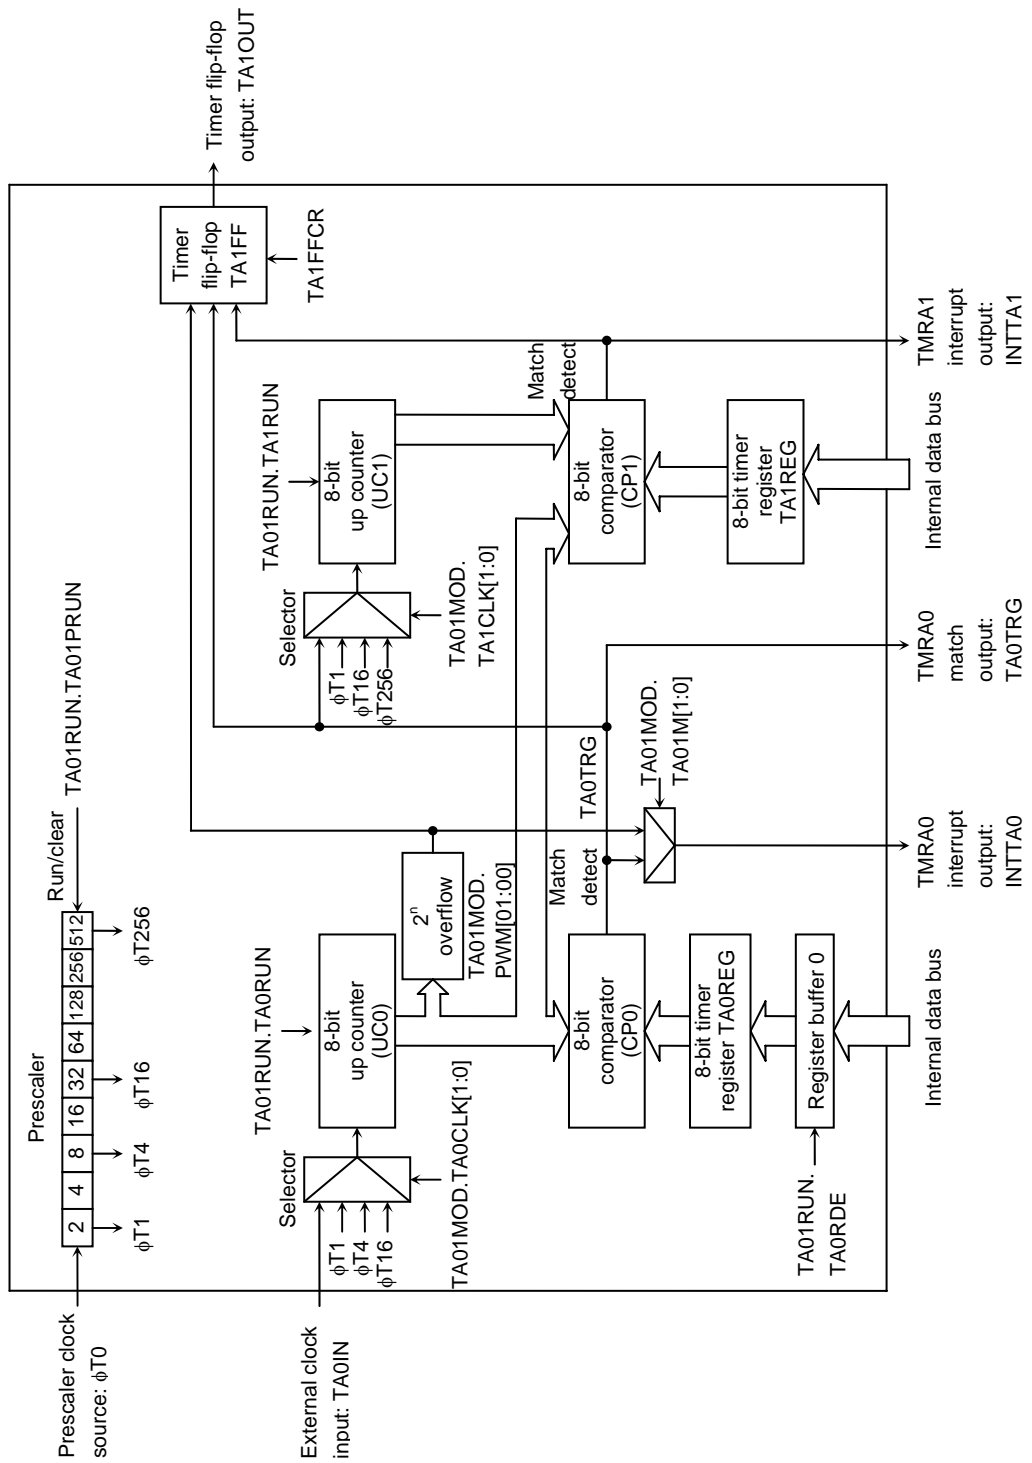 Prescaler clock
source: ϕT0
Prescaler
2
4
8
16
32
64
128
256
512
Run/clear
TA01RUN.TA01PRUN
ϕT1
ϕT4
ϕT16
ϕT256
External clock
input: TA0IN
Selector
ϕT1
ϕT4
ϕT16
TA01MOD.TA0CLK[1:0]
TA01RUN.TA0RUN
8-bit
up counter
(UC0)
2ⁿ
overflow
TA01MOD.
PWM[01:00]
Selector
ϕT1
ϕT16
ϕT256
TA01MOD.
TA1CLK[1:0]
TA01RUN.TA1RUN
8-bit
up counter
(UC1)
Timer
flip-flop
TA1FF
TA1FFCR
Timer flip-flop
output: TA1OUT
8-bit
comparator
(CP0)
Match
detect
TA0TRG
8-bit
comparator
(CP1)
Match
detect
8-bit timer
register TA0REG
TA01MOD.
TA01M[1:0]
8-bit timer
register
TA1REG
Register buffer 0
TA01RUN.
TA0RDE
Internal data bus
TMRA0
interrupt
output:
INTTA0
TMRA0
match
output:
TA0TRG
Internal data bus
TMRA1
interrupt
output:
INTTA1